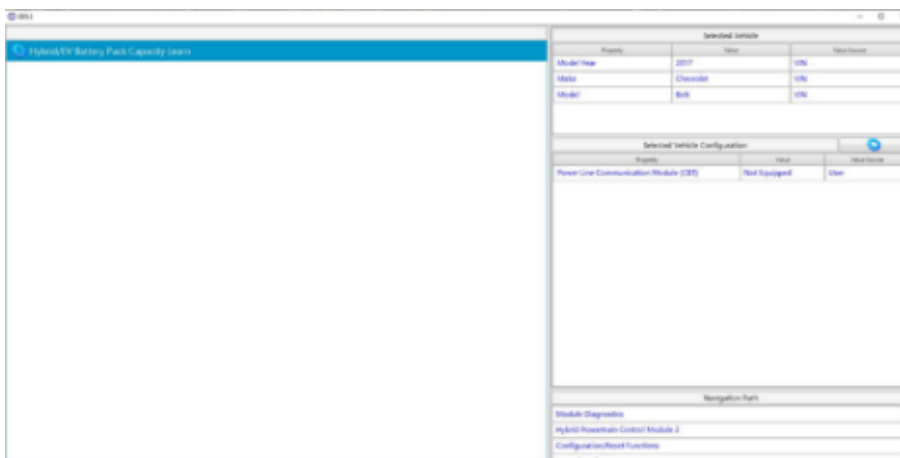 GDS 2
Hybrid/EV Battery Pack Capacity Learn
Selected Vehicle
Property Value Value Source
Model Year 2017 VIN
Make Chevrolet VIN
Model Bolt VIN
Selected Vehicle Configuration
Property Value Value Source
Power Line Communication Module (CBT) Not Equipped User
Navigation Path
Module Diagnostics
Hybrid Powertrain Control Module 2
Configuration/Reset Functions